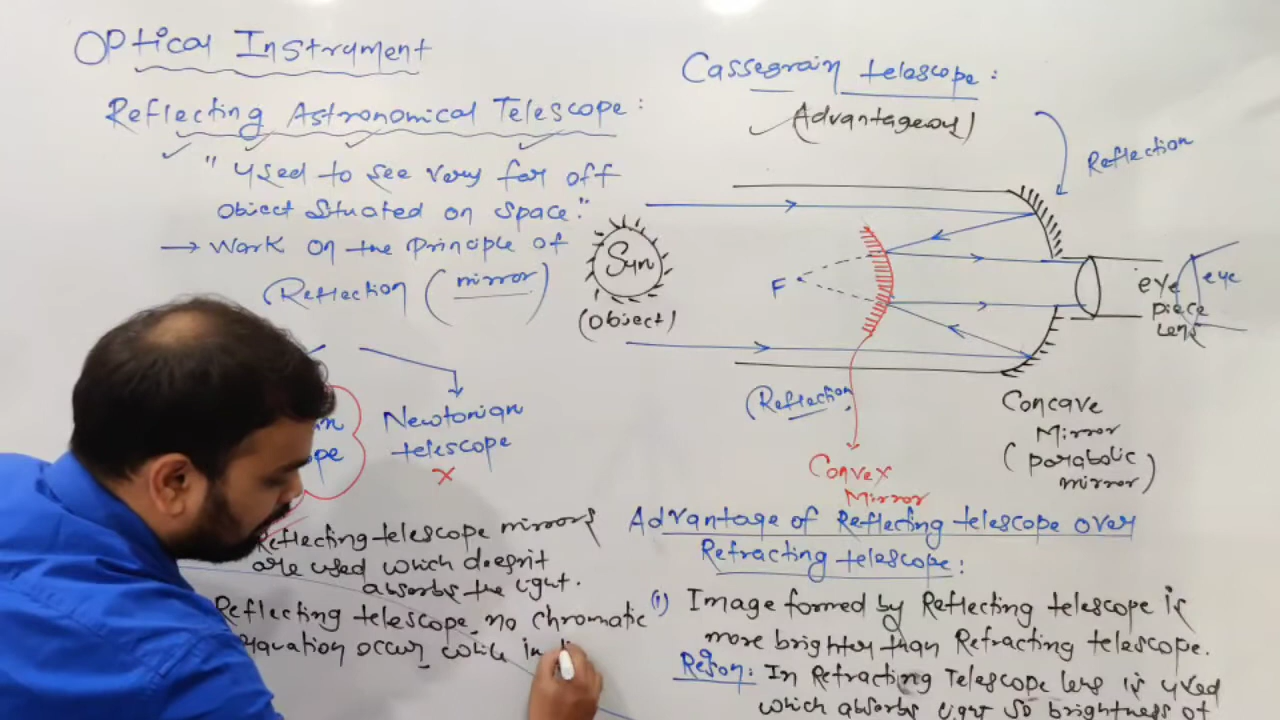 Optical Instrument
Reflecting Astronomical Telescope:
"Used to see very far off
Object Situated on space."
→ Work on the principle of
Reflection (mirror)
Newtonian
telescope
x
Reflecting telescope mirrors
are used which doesn't
absorbs the light.
Reflecting telescope no chromatic
occur while in
Cassegrain telescope:
(Advantageous)
Reflection
Sun
(Object)
F
eye
piece
lens
eye
(Reflection)
Convex
Mirror
Concave
Mirror
(parabolic
mirror)
Advantage of Reflecting telescope over
Refracting telescope:
(i) Image formed by Reflecting telescope is
more brighter than Refracting telescope.
Reason: In Refracting Telescope lens is used
which absorbs light so brightness of